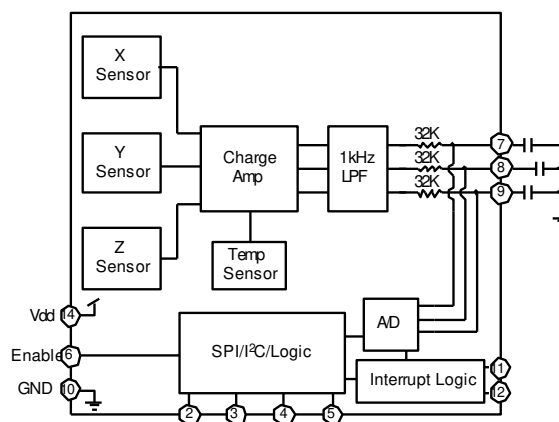 X
Sensor
Y
Sensor
Z
Sensor
Charge
Amp
Temp
Sensor
1kHz
LPF
32K
32K
32K
7
8
9
Vdd
14
Enable
6
GND
10
SPI/I²C/Logic
A/D
Interrupt Logic
11
12
2
3
4
5